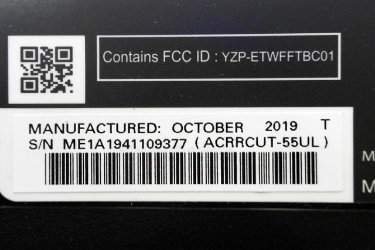 Contains FCC ID : YZP-ETWFFTBC01
MANUFACTURED: OCTOBER 2019 T
S/N ME1A1941109377 ( ACRRCUT-55UL )
M
M